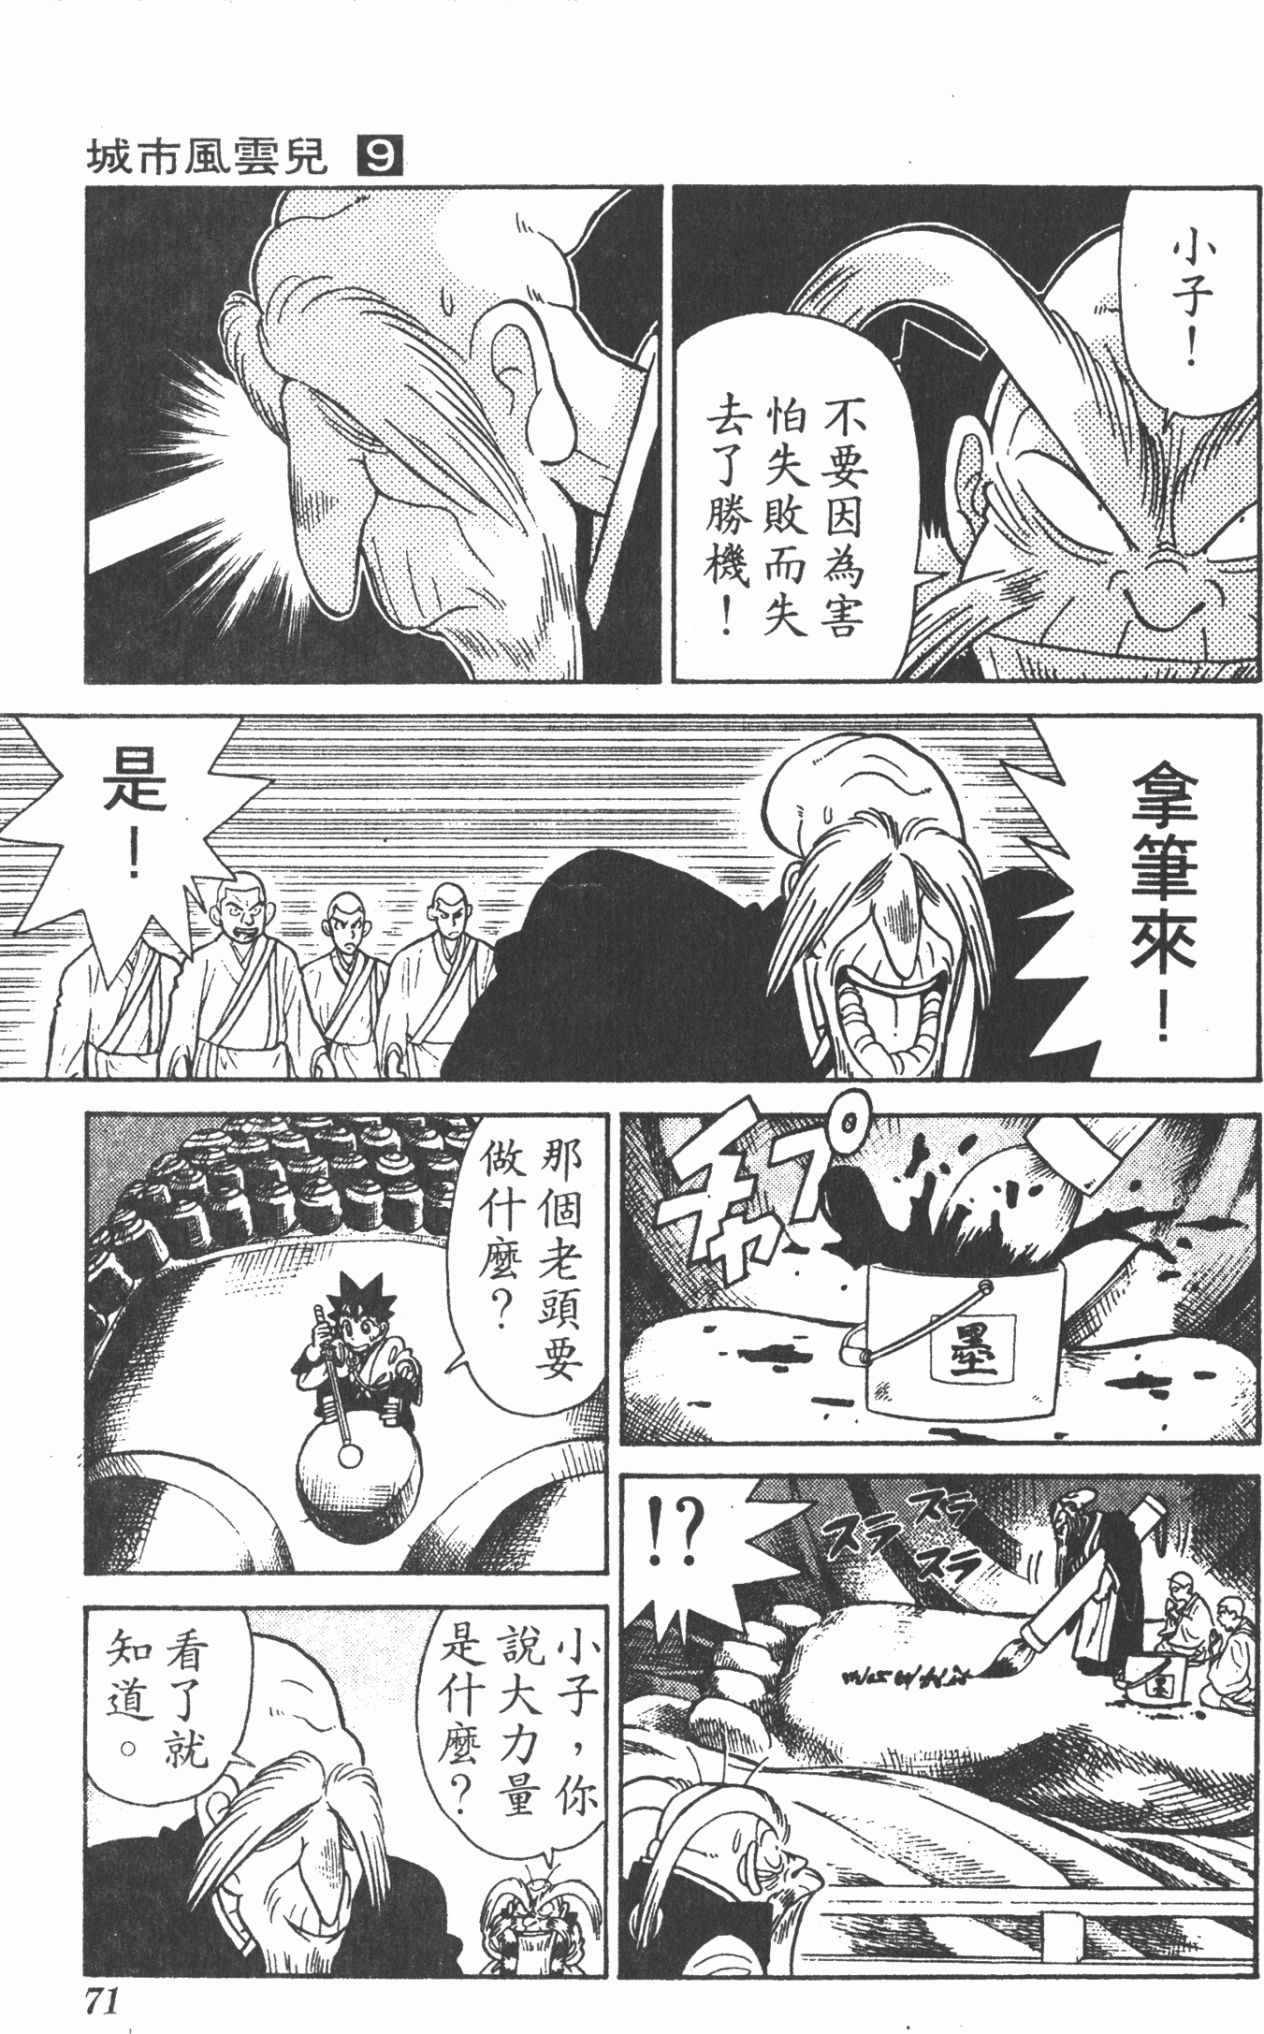 城市風雲兒 9
小子！
不要因為害
怕失敗而失
去了勝機！
拿筆來！
是！
チャプ
墨
那個老頭要
做什麼？
スラ
スラ
スラ
墨
！？
小子，你
說大力量
是什麼？
看了就
知道。
71